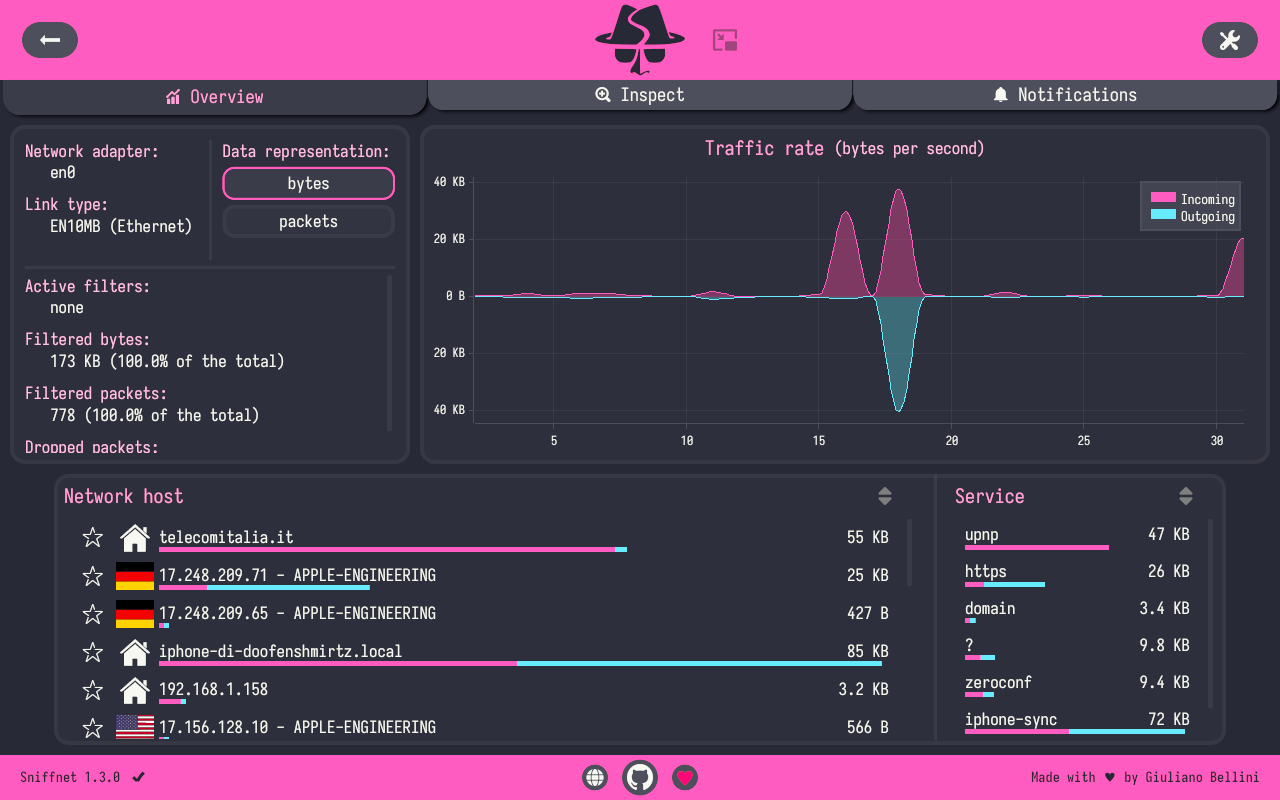 Overview
Inspect
Notifications
Network adapter:
en0
Link type:
EN10MB (Ethernet)
Data representation:
bytes
packets
Active filters:
none
Filtered bytes:
173 KB (100.0% of the total)
Filtered packets:
778 (100.0% of the total)
Dropped packets:
Traffic rate (bytes per second)
40 KB
20 KB
0 B
20 KB
40 KB
5 10 15 20 25 30
Incoming
Outgoing
Network host
telecomitalia.it 55 KB
17.248.209.71 - APPLE-ENGINEERING 25 KB
17.248.209.65 - APPLE-ENGINEERING 427 B
iphone-di-doofenshmirtz.local 85 KB
192.168.1.158 3.2 KB
17.156.128.10 - APPLE-ENGINEERING 566 B
Service
upnp 47 KB
https 26 KB
domain 3.4 KB
? 9.8 KB
zeroconf 9.4 KB
iphone-sync 72 KB
Sniffnet 1.3.0 ✔
Made with ♥ by Giuliano Bellini